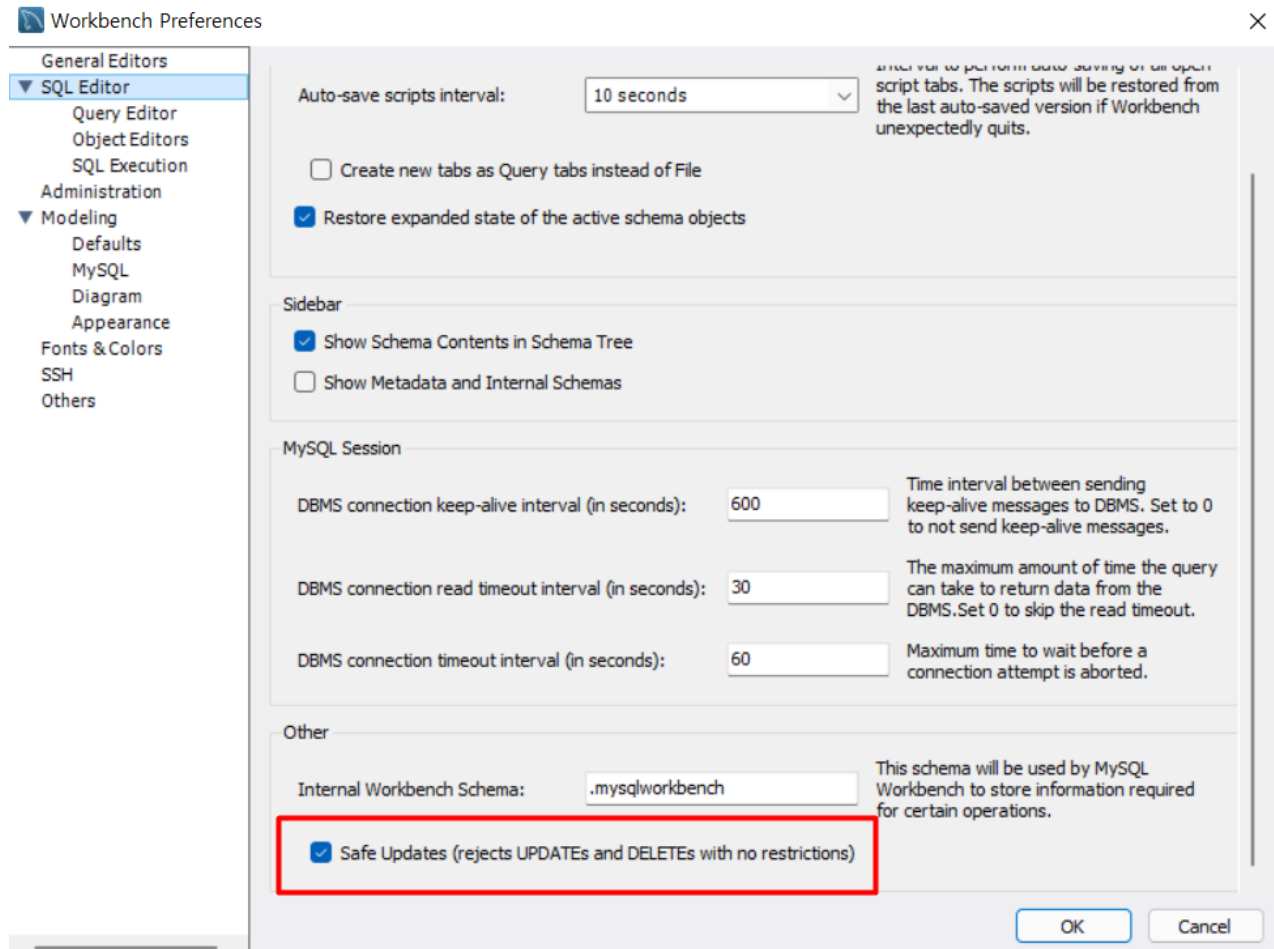 Workbench Preferences
General Editors
SQL Editor
Query Editor
Object Editors
SQL Execution
Administration
Modeling
Defaults
MySQL
Diagram
Appearance
Fonts & Colors
SSH
Others
Auto-save scripts interval:
10 seconds
Interval to perform auto-saving of all open
script tabs. The scripts will be restored from
the last auto-saved version if Workbench
unexpectedly quits.
Create new tabs as Query tabs instead of File
Restore expanded state of the active schema objects
Sidebar
Show Schema Contents in Schema Tree
Show Metadata and Internal Schemas
MySQL Session
DBMS connection keep-alive interval (in seconds):
600
Time interval between sending
keep-alive messages to DBMS. Set to 0
to not send keep-alive messages.
DBMS connection read timeout interval (in seconds):
30
The maximum amount of time the query
can take to return data from the
DBMS.Set 0 to skip the read timeout.
DBMS connection timeout interval (in seconds):
60
Maximum time to wait before a
connection attempt is aborted.
Other
Internal Workbench Schema:
.mysqlworkbench
This schema will be used by MySQL
Workbench to store information required
for certain operations.
Safe Updates (rejects UPDATEs and DELETEs with no restrictions)
OK
Cancel